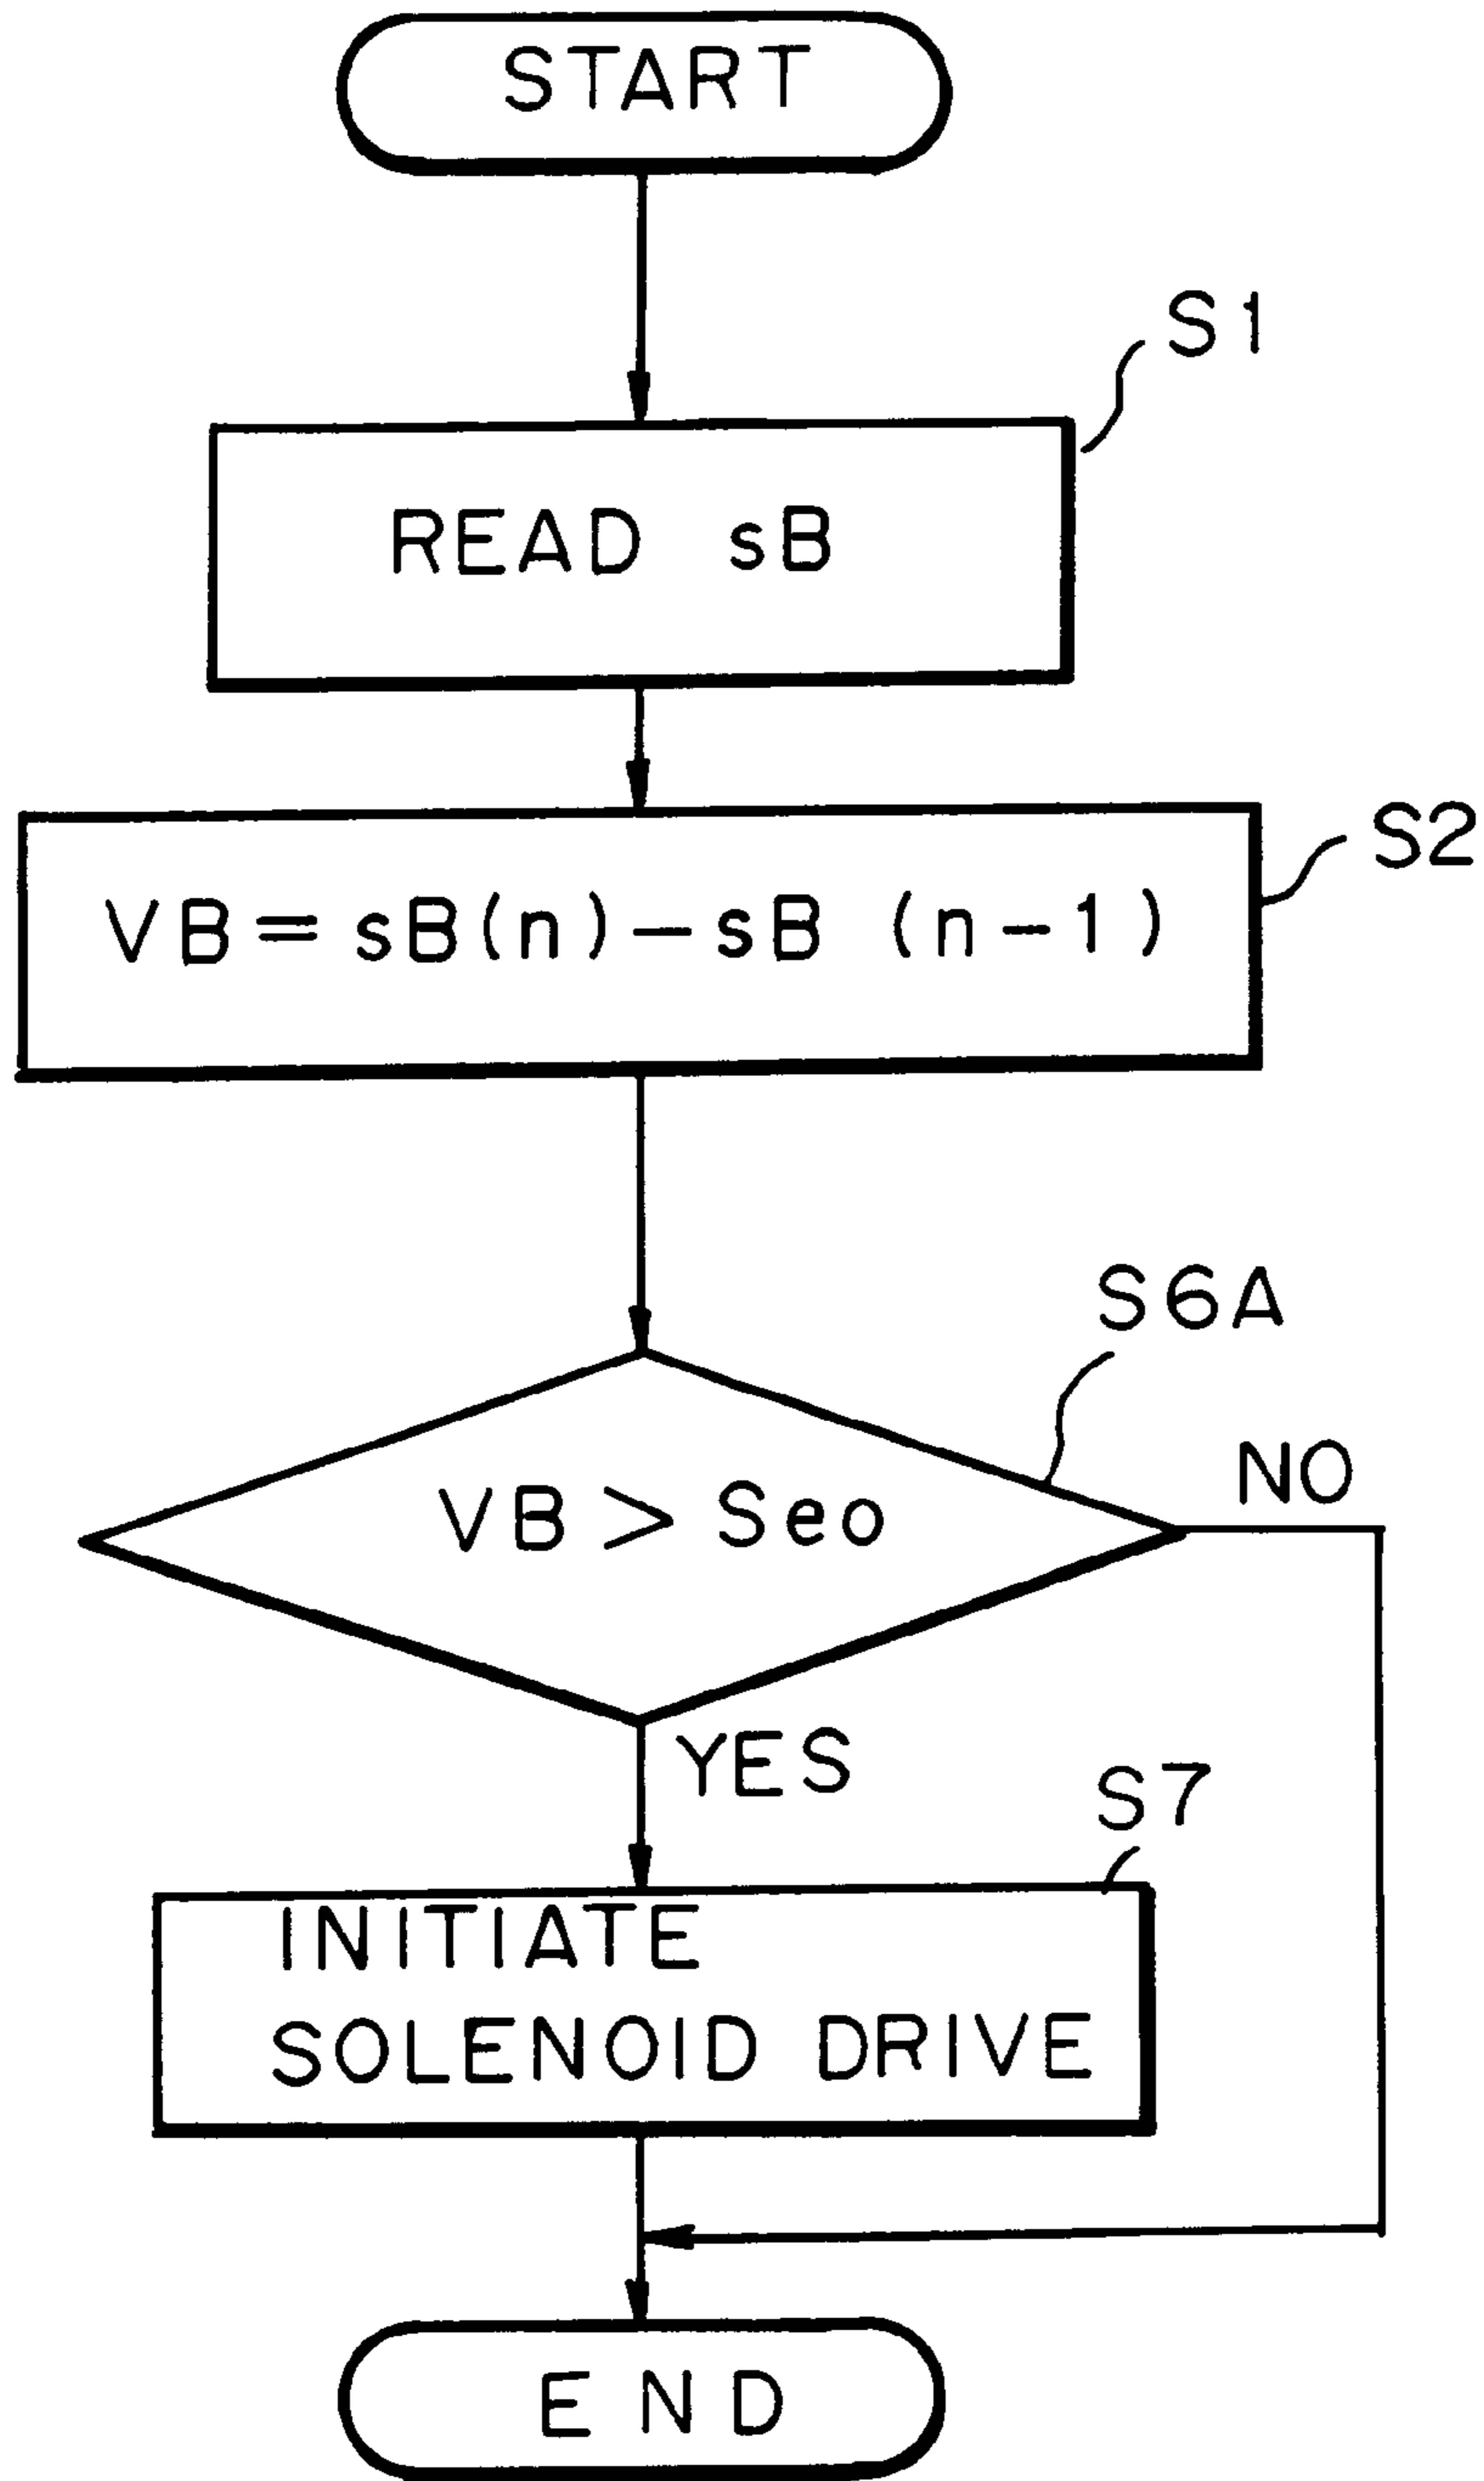 START
S1
READ sB
S2
VB=sB(n)-sB (n-1)
S6A
VB > Seo
NO
YES
S7
INITIATE
SOLENOID DRIVE
END